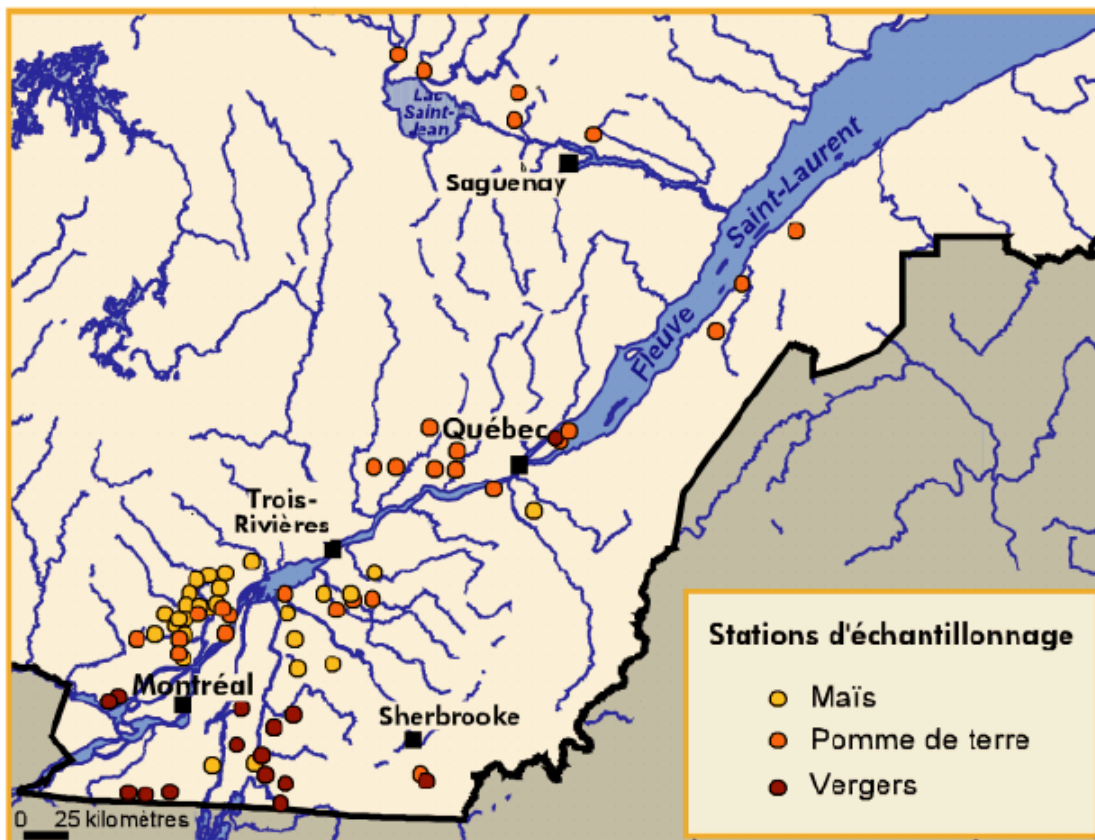 Lac
Saint-
Jean
Saguenay
Fleuve Saint-Laurent
Québec
Trois-
Rivières
Montréal
Sherbrooke
Stations d'échantillonnage
Maïs
Pomme de terre
Vergers
0 25 kilomètres